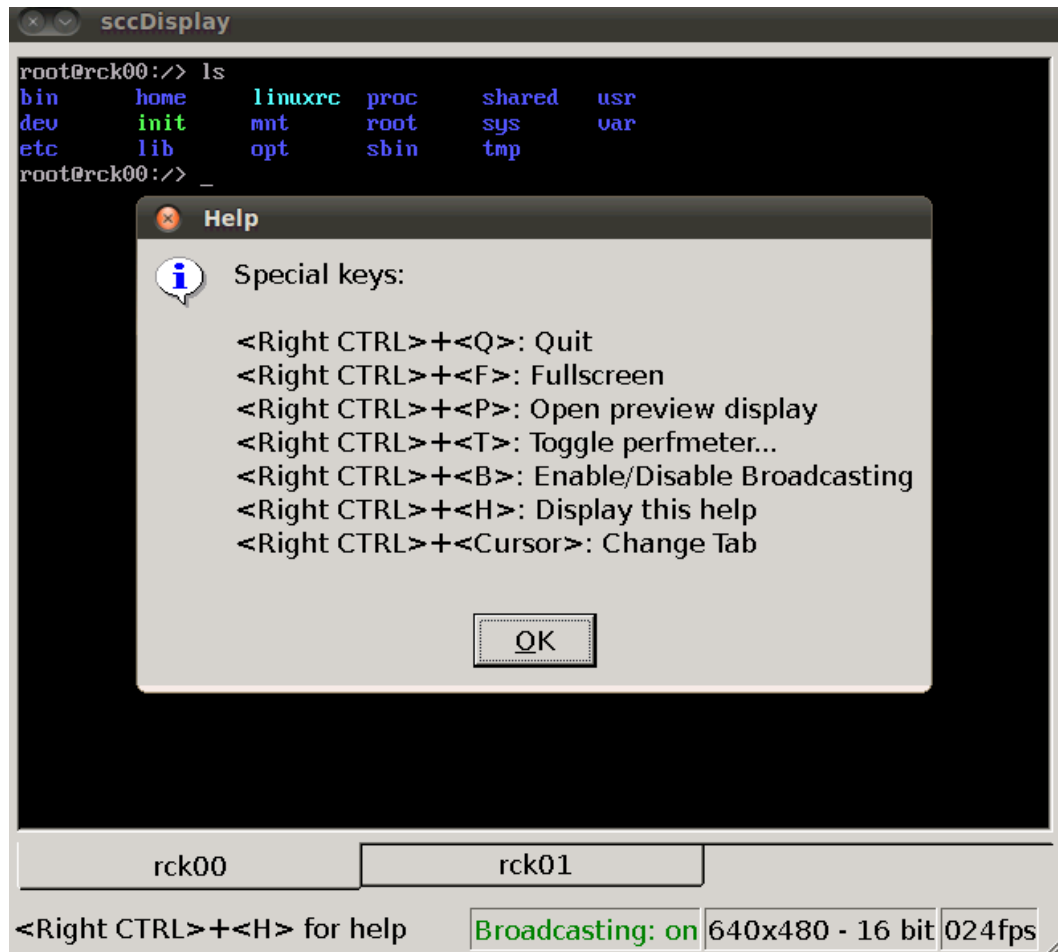 sccDisplay
root@rck00:/> ls
bin home linuxrc proc shared usr
dev init mnt root sys var
etc lib opt sbin tmp
root@rck00:/> _
Help
i
Special keys:
<Right CTRL>+<Q>: Quit
<Right CTRL>+<F>: Fullscreen
<Right CTRL>+<P>: Open preview display
<Right CTRL>+<T>: Toggle perfmeter...
<Right CTRL>+<B>: Enable/Disable Broadcasting
<Right CTRL>+<H>: Display this help
<Right CTRL>+<Cursor>: Change Tab
OK
rck00 rck01
<Right CTRL>+<H> for help Broadcasting: on 640x480 - 16 bit 024fps